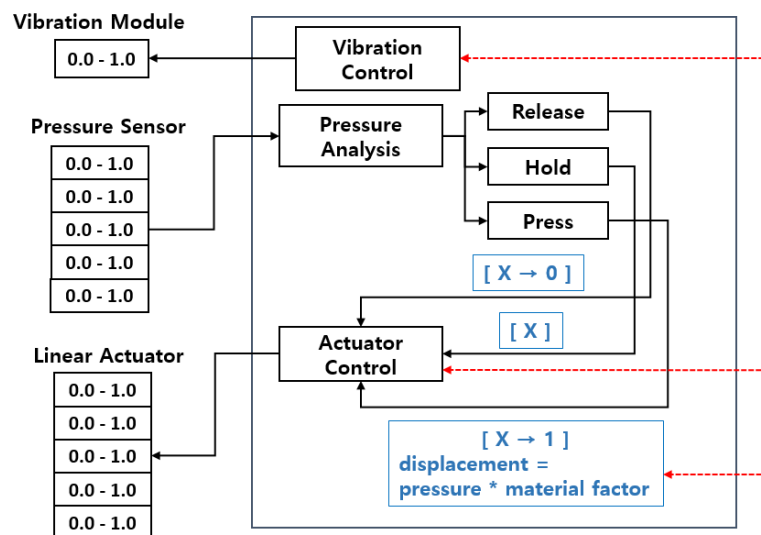 Vibration Module
0.0 - 1.0
Vibration
Control
Pressure Sensor
0.0 - 1.0
0.0 - 1.0
0.0 - 1.0
0.0 - 1.0
0.0 - 1.0
Pressure
Analysis
Release
Hold
Press
[ X → 0 ]
[ X ]
Actuator
Control
Linear Actuator
0.0 - 1.0
0.0 - 1.0
0.0 - 1.0
0.0 - 1.0
0.0 - 1.0
[ X → 1 ]
displacement =
pressure * material factor